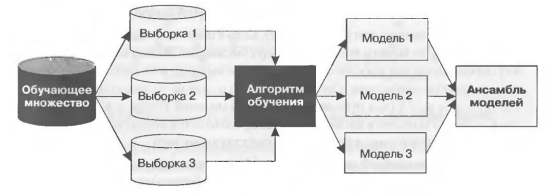 Обучающее
множество
Выборка 1
Выборка 2
Выборка 3
Алгоритм
обучения
Модель 1
Модель 2
Модель 3
Ансамбль
моделей